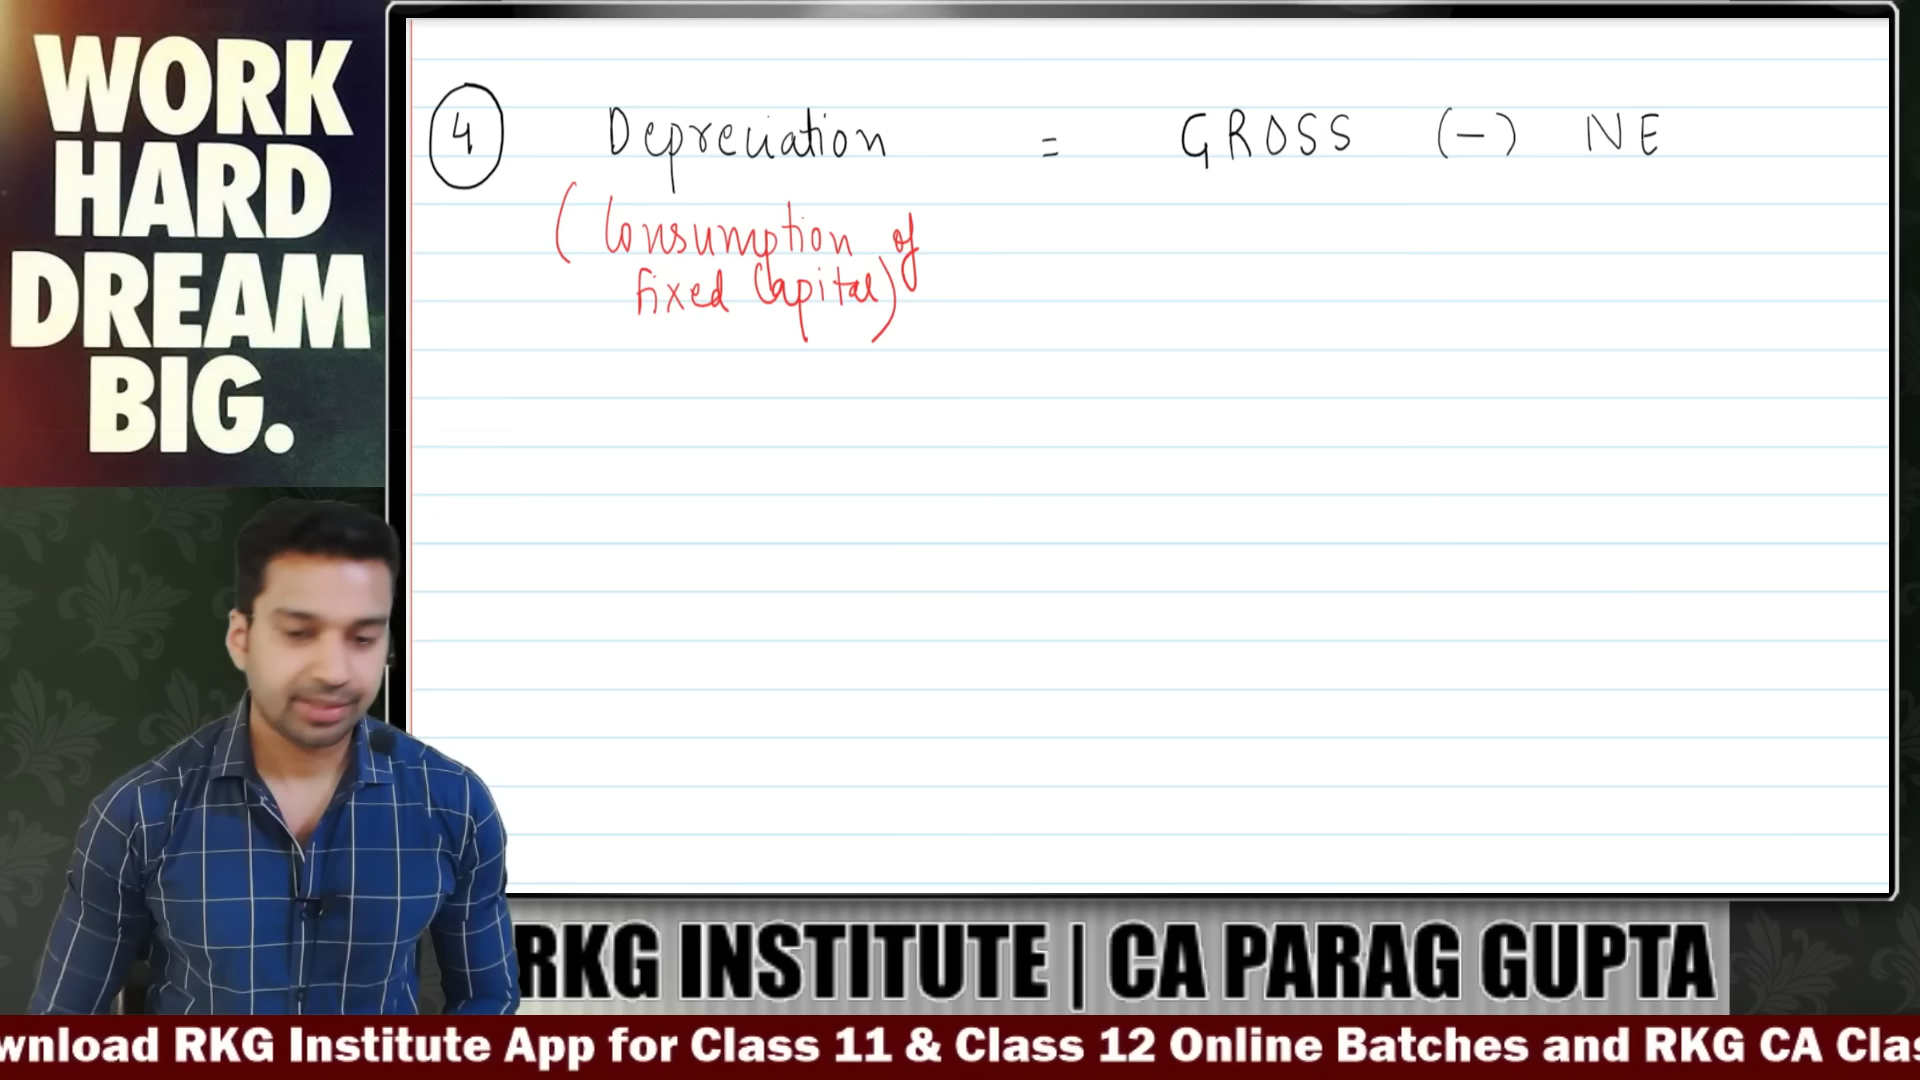 WORK
HARD
DREAM
BIG.
4 Depreciation = GROSS (-) NE
(Consumption of
fixed Capital)
RKG INSTITUTE | CA PARAG GUPTA
wnload RKG Institute App for Class 11 & Class 12 Online Batches and RKG CA Clas